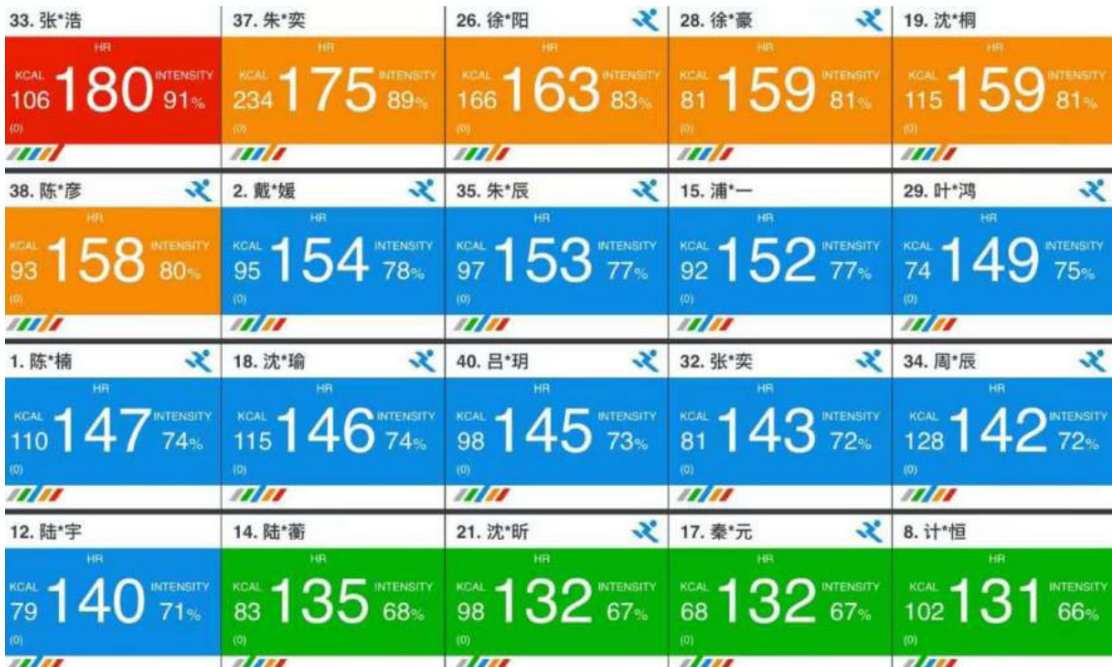 33. 张*浩
HR
KCAL 180 INTENSITY
106 91%
(0)
37. 朱*奕
HR
KCAL 175 INTENSITY
234 89%
(0)
26. 徐*阳
HR
KCAL 163 INTENSITY
166 83%
(0)
28. 徐*豪
HR
KCAL 159 INTENSITY
81 81%
(0)
19. 沈*桐
HR
KCAL 159 INTENSITY
115 81%
(0)
38. 陈*彦
HR
KCAL 158 INTENSITY
93 80%
(0)
2. 戴*媛
HR
KCAL 154 INTENSITY
95 78%
(0)
35. 朱*辰
HR
KCAL 153 INTENSITY
97 77%
(0)
15. 浦*一
HR
KCAL 152 INTENSITY
92 77%
(0)
29. 叶*鸿
HR
KCAL 149 INTENSITY
74 75%
(0)
1. 陈*楠
HR
KCAL 147 INTENSITY
110 74%
(0)
18. 沈*瑜
HR
KCAL 146 INTENSITY
115 74%
(0)
40. 吕*玥
HR
KCAL 145 INTENSITY
98 73%
(0)
32. 张*奕
HR
KCAL 143 INTENSITY
81 72%
(0)
34. 周*辰
HR
KCAL 142 INTENSITY
128 72%
(0)
12. 陆*宇
HR
KCAL 140 INTENSITY
79 71%
(0)
14. 陆*蘅
HR
KCAL 135 INTENSITY
83 68%
(0)
21. 沈*昕
HR
KCAL 132 INTENSITY
98 67%
(0)
17. 秦*元
HR
KCAL 132 INTENSITY
68 67%
(0)
8. 计*恒
HR
KCAL 131 INTENSITY
102 66%
(0)